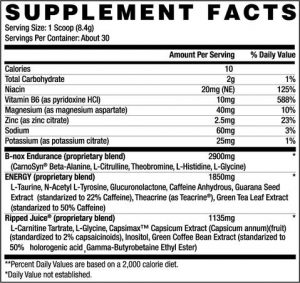 SUPPLEMENT FACTS
Serving Size: 1 Scoop (8.4g)
Servings Per Container: About 30
Amount Per Serving % Daily Value
Calories 10
Total Carbohydrate 2g 1%
Niacin 20mg (NE) 125%
Vitamin B6 (as pyridoxine HCl) 10mg 588%
Magnesium (as magnesium aspartate) 40mg 10%
Zinc (as zinc citrate) 2.5mg 23%
Sodium 60mg 3%
Potassium (as potassium citrate) 25mg 1%
B-nox Endurance (proprietary blend) 2900mg *
(CarnoSyn® Beta-Alanine, L-Citrulline, Theobromine, L-Histidine, L-Glycine)
ENERGY (proprietary blend) 1850mg *
L-Taurine, N-Acetyl L-Tyrosine, Glucuronolactone, Caffeine Anhydrous, Guarana Seed
Extract (standardized to 22% Caffeine), Theacrine (as Teacrine®), Green Tea Leaf Extract
(standardized to 50% Caffeine)
Ripped Juice® (proprietary blend) 1135mg *
L-Carnitine Tartrate, L-Glycine, Capsimax™ Capsicum Extract (Capsicum annum)(fruit)
(standardized to 2% capsaicinoids), Inositol, Green Coffee Bean Extract (standardized to
50% holorogenic acid ,Gamma-Butyrobetaine Ethyl Ester)
**Percent Daily Values are based on a 2,000 calorie diet.
*Daily Value not established.